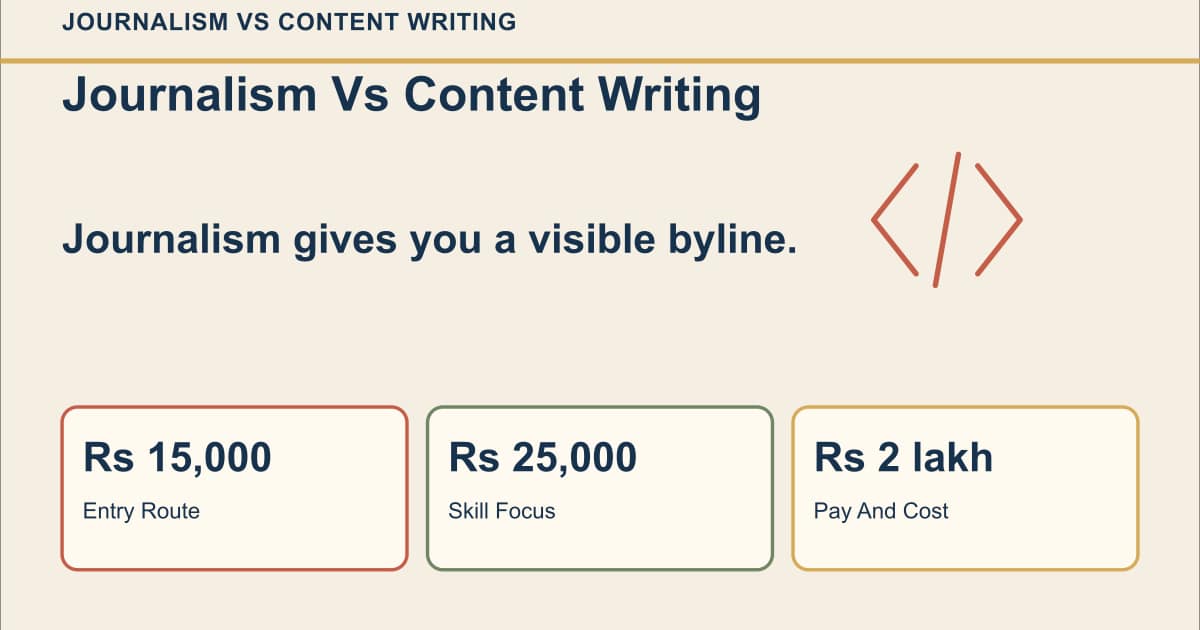 JOURNALISM VS CONTENT WRITING
Journalism Vs Content Writing
Journalism gives you a visible byline.
Rs 15,000
Entry Route
Rs 25,000
Skill Focus
Rs 2 lakh
Pay And Cost